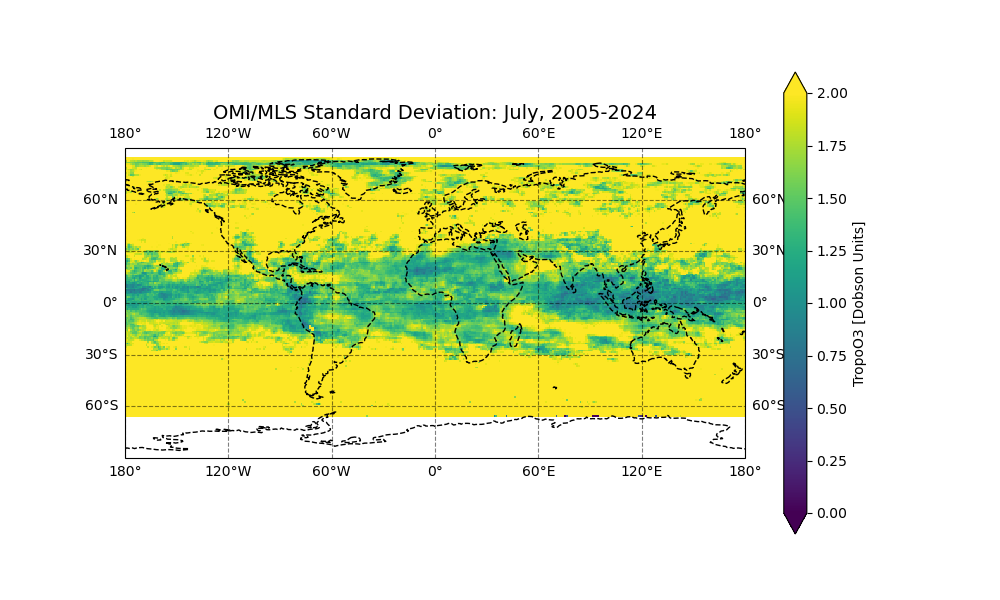 OMI/MLS Standard Deviation: July, 2005-2024
180° 120°W 60°W 0° 60°E 120°E 180°
60°N 60°N
30°N 30°N
0° 0°
30°S 30°S
60°S 60°S
180° 120°W 60°W 0° 60°E 120°E 180°
2.00
1.75
1.50
1.25
1.00
0.75
0.50
0.25
0.00
TropoO3 [Dobson Units]